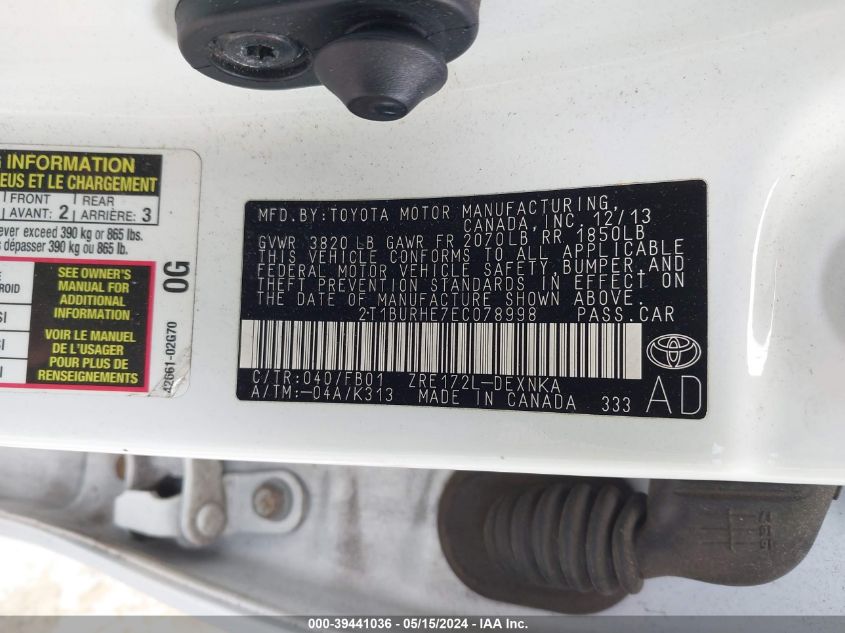 G INFORMATION
EUS ET LE CHARGEMENT
FRONT REAR
AVANT: 2 ARRIÈRE: 3
ever exceed 390 kg or 865 lbs.
dépasser 390 kg ou 865 lb.
SEE OWNER'S
MANUAL FOR
ADDITIONAL
INFORMATION
VOIR LE MANUEL
DE L'USAGER
POUR PLUS DE
RENSEIGNEMENTS
0G
42661-02G70
MFD.BY:TOYOTA MOTOR MANUFACTURING,
CANADA, INC. 12/13
GVWR 3820 LB GAWR FR 2070LB RR 1850LB
THIS VEHICLE CONFORMS TO ALL APPLICABLE
FEDERAL MOTOR VEHICLE SAFETY,BUMPER,AND
THEFT PREVENTION STANDARDS IN EFFECT ON
THE DATE OF MANUFACTURE SHOWN ABOVE.
2T1BURHE7EC078998 PASS.CAR
C/TR:040/FB01 ZRE172L-DEXNKA
A/TM:-04A/K313 MADE IN CANADA 333
AD
000-39441036 - 05/15/2024 - IAA Inc.